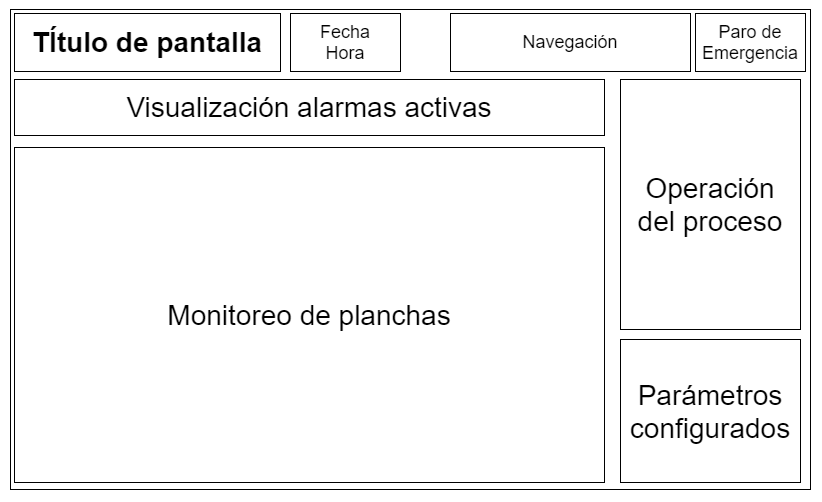 TÍtulo de pantalla
Fecha
Hora
Navegación
Paro de
Emergencia
Visualización alarmas activas
Operación
del proceso
Monitoreo de planchas
Parámetros
configurados